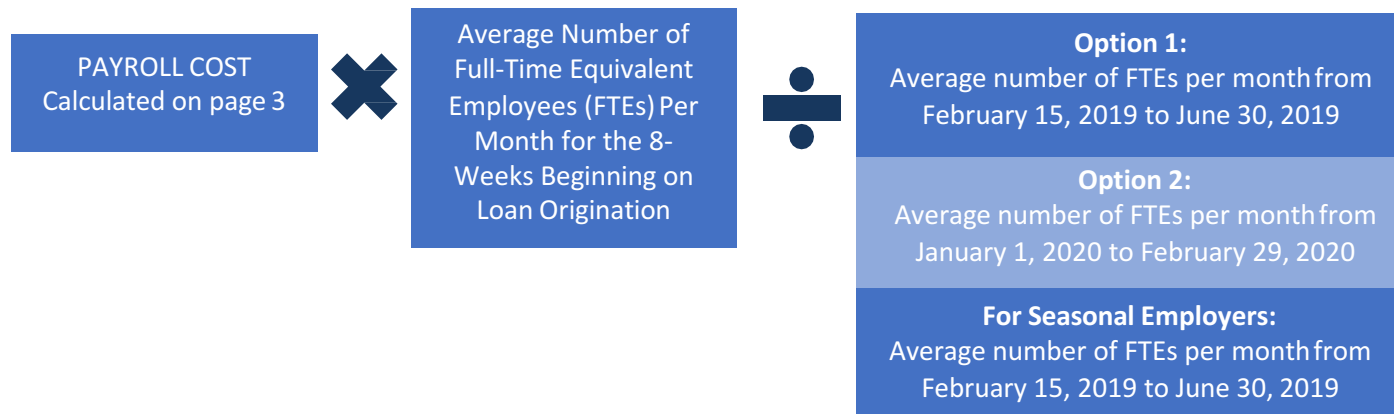 PAYROLL COST
Calculated on page 3
Average Number of
Full-Time Equivalent
Employees (FTEs) Per
Month for the 8-
Weeks Beginning on
Loan Origination
Option 1:
Average number of FTEs per month from
February 15, 2019 to June 30, 2019
Option 2:
Average number of FTEs per month from
January 1, 2020 to February 29, 2020
For Seasonal Employers:
Average number of FTEs per month from
February 15, 2019 to June 30, 2019